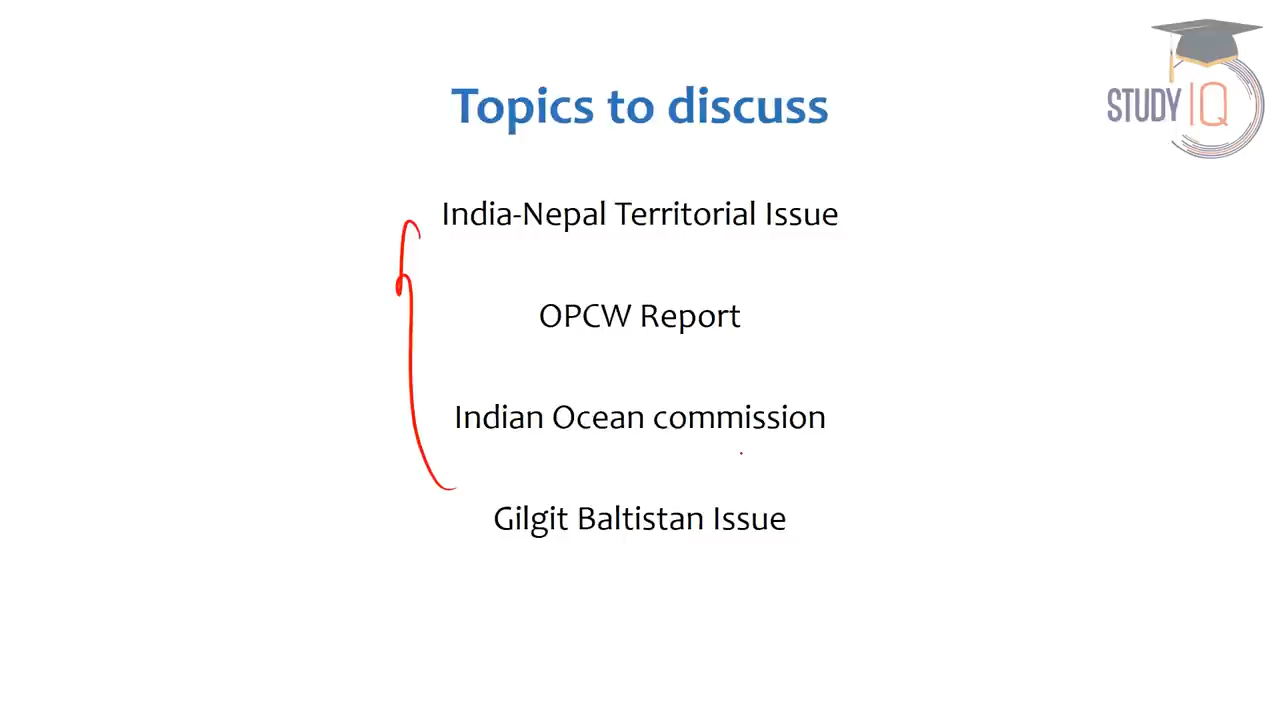 STUDY IQ
Topics to discuss
India-Nepal Territorial Issue
OPCW Report
Indian Ocean commission
Gilgit Baltistan Issue